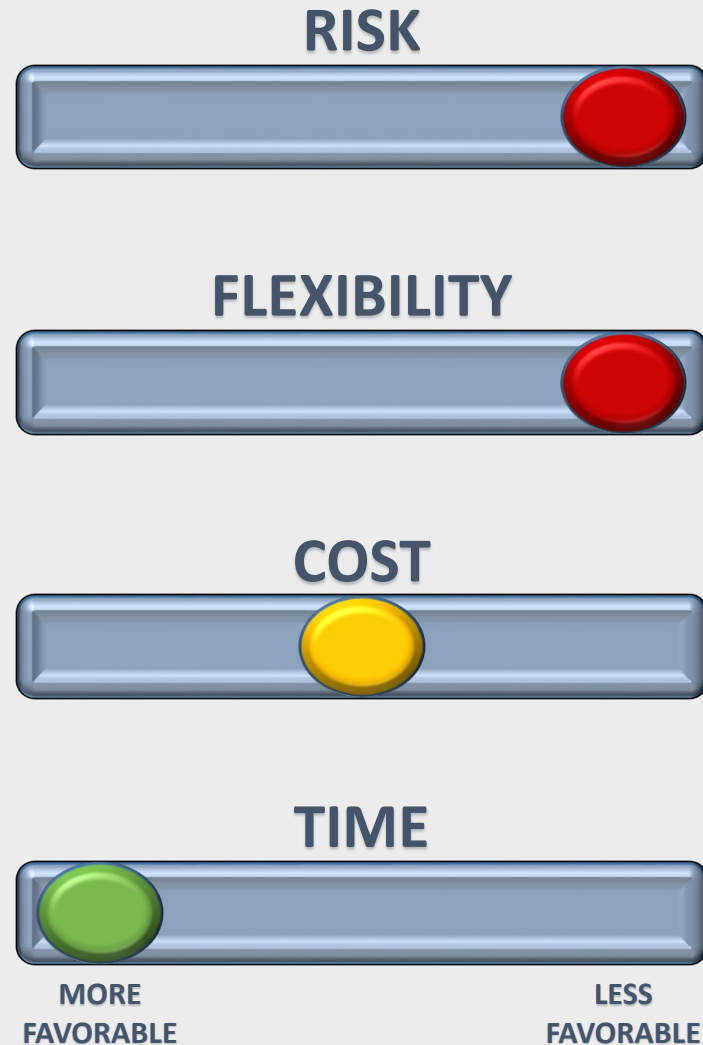 RISK
FLEXIBILITY
COST
TIME
MORE
FAVORABLE
LESS
FAVORABLE